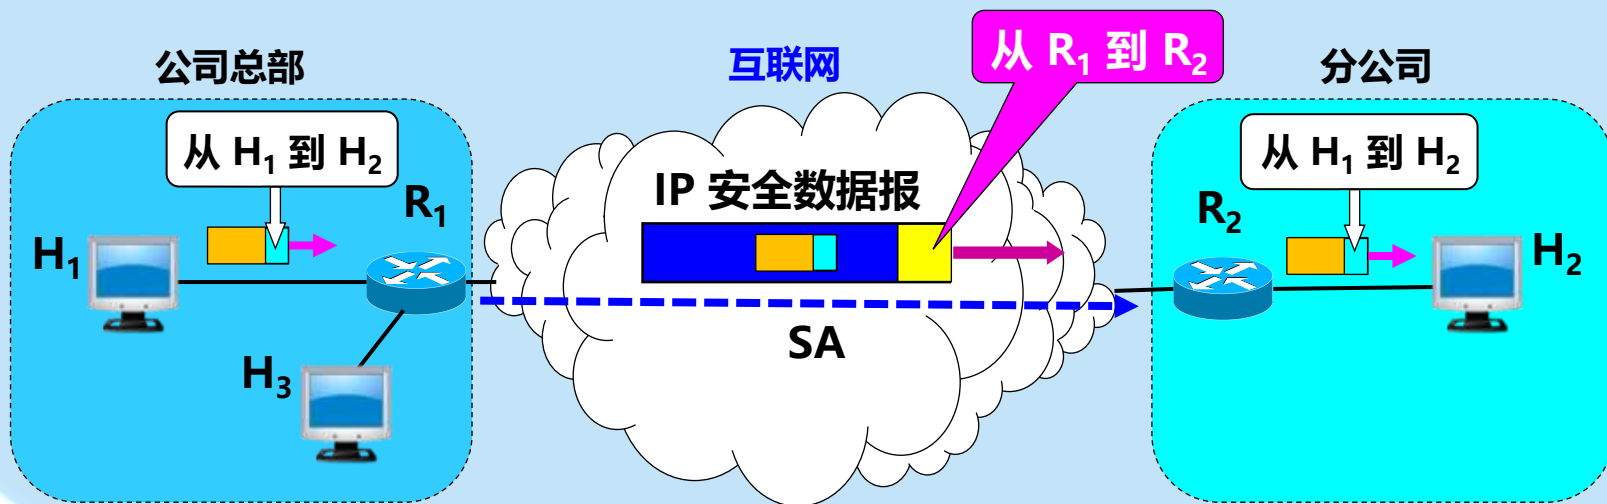 公司总部
互联网
从 R₁ 到 R₂
分公司
从 H₁ 到 H₂
R₁
H₁
H₃
IP 安全数据报
SA
从 H₁ 到 H₂
R₂
H₂